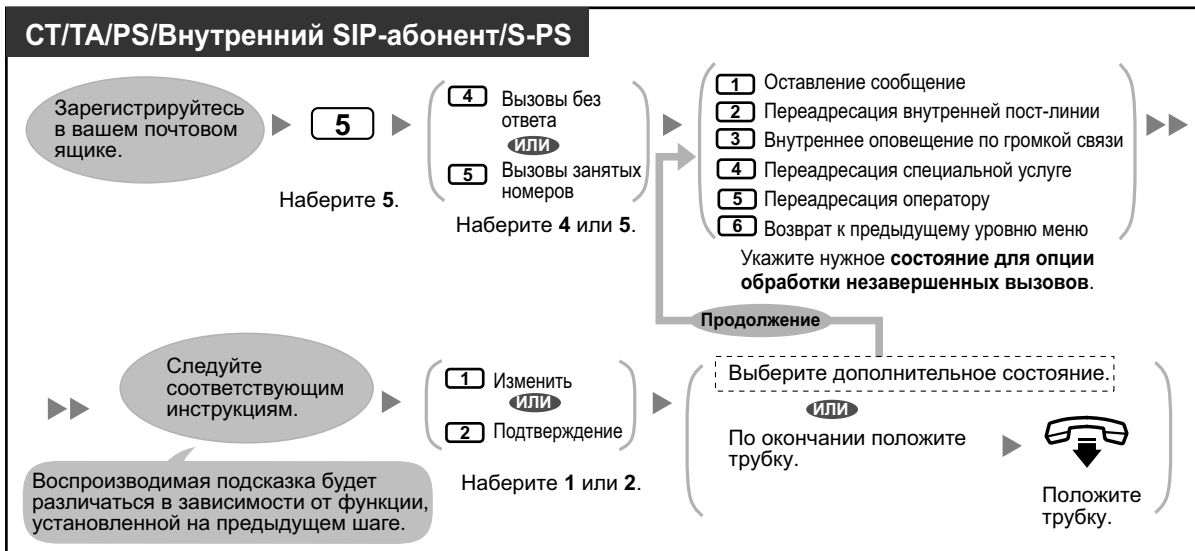 CT/TA/PS/Внутренний SIP-абонент/S-PS
Зарегистрируйтесь
в вашем почтовом
ящике.
5
Наберите 5.
4 Вызовы без
ответа
ИЛИ
5 Вызовы занятых
номеров
Наберите 4 или 5.
1 Оставление сообщение
2 Переадресация внутренней пост-линии
3 Внутреннее оповещение по громкой связи
4 Переадресация специальной услуге
5 Переадресация оператору
6 Возврат к предыдущему уровню меню
Укажите нужное состояние для опции
обработки незавершенных вызовов.
Продолжение
Следуйте
соответствующим
инструкциям.
Воспроизводимая подсказка будет
различаться в зависимости от функции,
установленной на предыдущем шаге.
1 Изменить
ИЛИ
2 Подтверждение
Наберите 1 или 2.
Выберите дополнительное состояние.
ИЛИ
По окончании положите
трубку.
Положите
трубку.